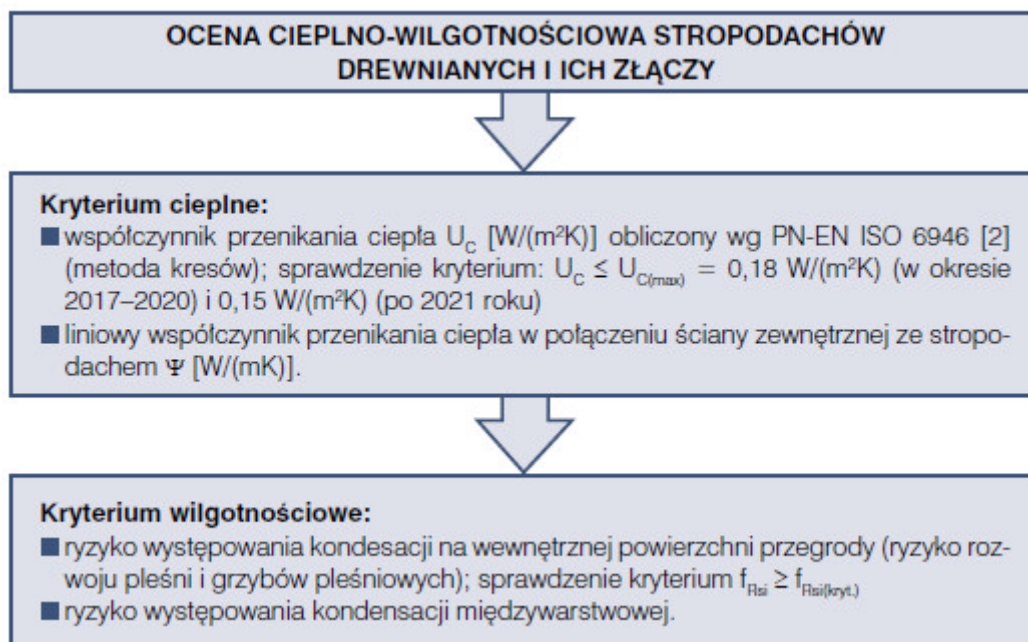 OCENA CIEPLNO-WILGOTNOŚCIOWA STROPODACHÓW
DREWNIANYCH I ICH ZŁĄCZY
Kryterium cieplne:
■ współczynnik przenikania ciepła U_C [W/(m²K)] obliczony wg PN-EN ISO 6946 [2]
(metoda kresów); sprawdzenie kryterium: U_C ≤ U_C(max) = 0,18 W/(m²K) (w okresie
2017–2020) i 0,15 W/(m²K) (po 2021 roku)
■ liniowy współczynnik przenikania ciepła w połączeniu ściany zewnętrznej ze stropo-
dachem Ψ [W/(mK)].
Kryterium wilgotnościowe:
■ ryzyko występowania kondesacji na wewnętrznej powierzchni przegrody (ryzyko roz-
woju pleśni i grzybów pleśniowych); sprawdzenie kryterium f_Rsi ≥ f_Rsi(kryt.)
■ ryzyko występowania kondensacji międzywarstwowej.